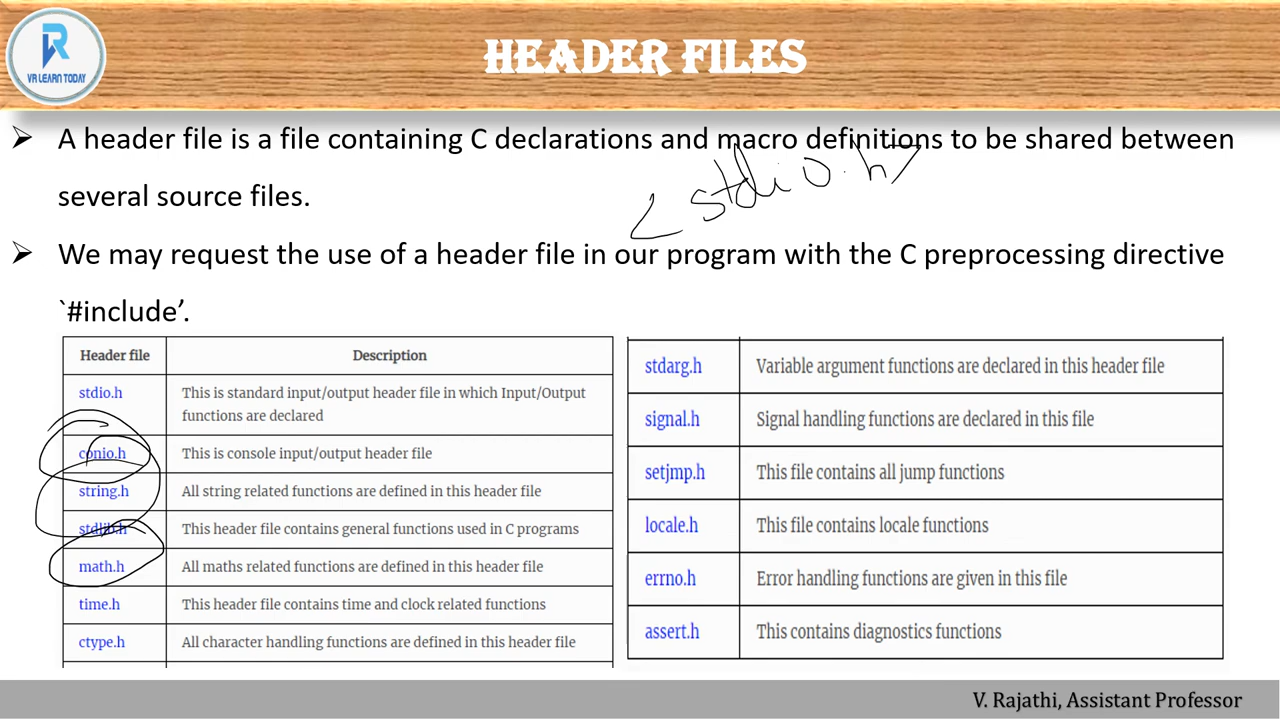 VR LEARN TODAY
HEADER FILES
➢ A header file is a file containing C declarations and macro definitions to be shared between
several source files.
< stdio.h>
➢ We may request the use of a header file in our program with the C preprocessing directive
`#include’.
Header file Description
stdio.h This is standard input/output header file in which Input/Output
functions are declared
conio.h This is console input/output header file
string.h All string related functions are defined in this header file
stdlib.h This header file contains general functions used in C programs
math.h All maths related functions are defined in this header file
time.h This header file contains time and clock related functions
ctype.h All character handling functions are defined in this header file
stdarg.h Variable argument functions are declared in this header file
signal.h Signal handling functions are declared in this file
setjmp.h This file contains all jump functions
locale.h This file contains locale functions
errno.h Error handling functions are given in this file
assert.h This contains diagnostics functions
V. Rajathi, Assistant Professor